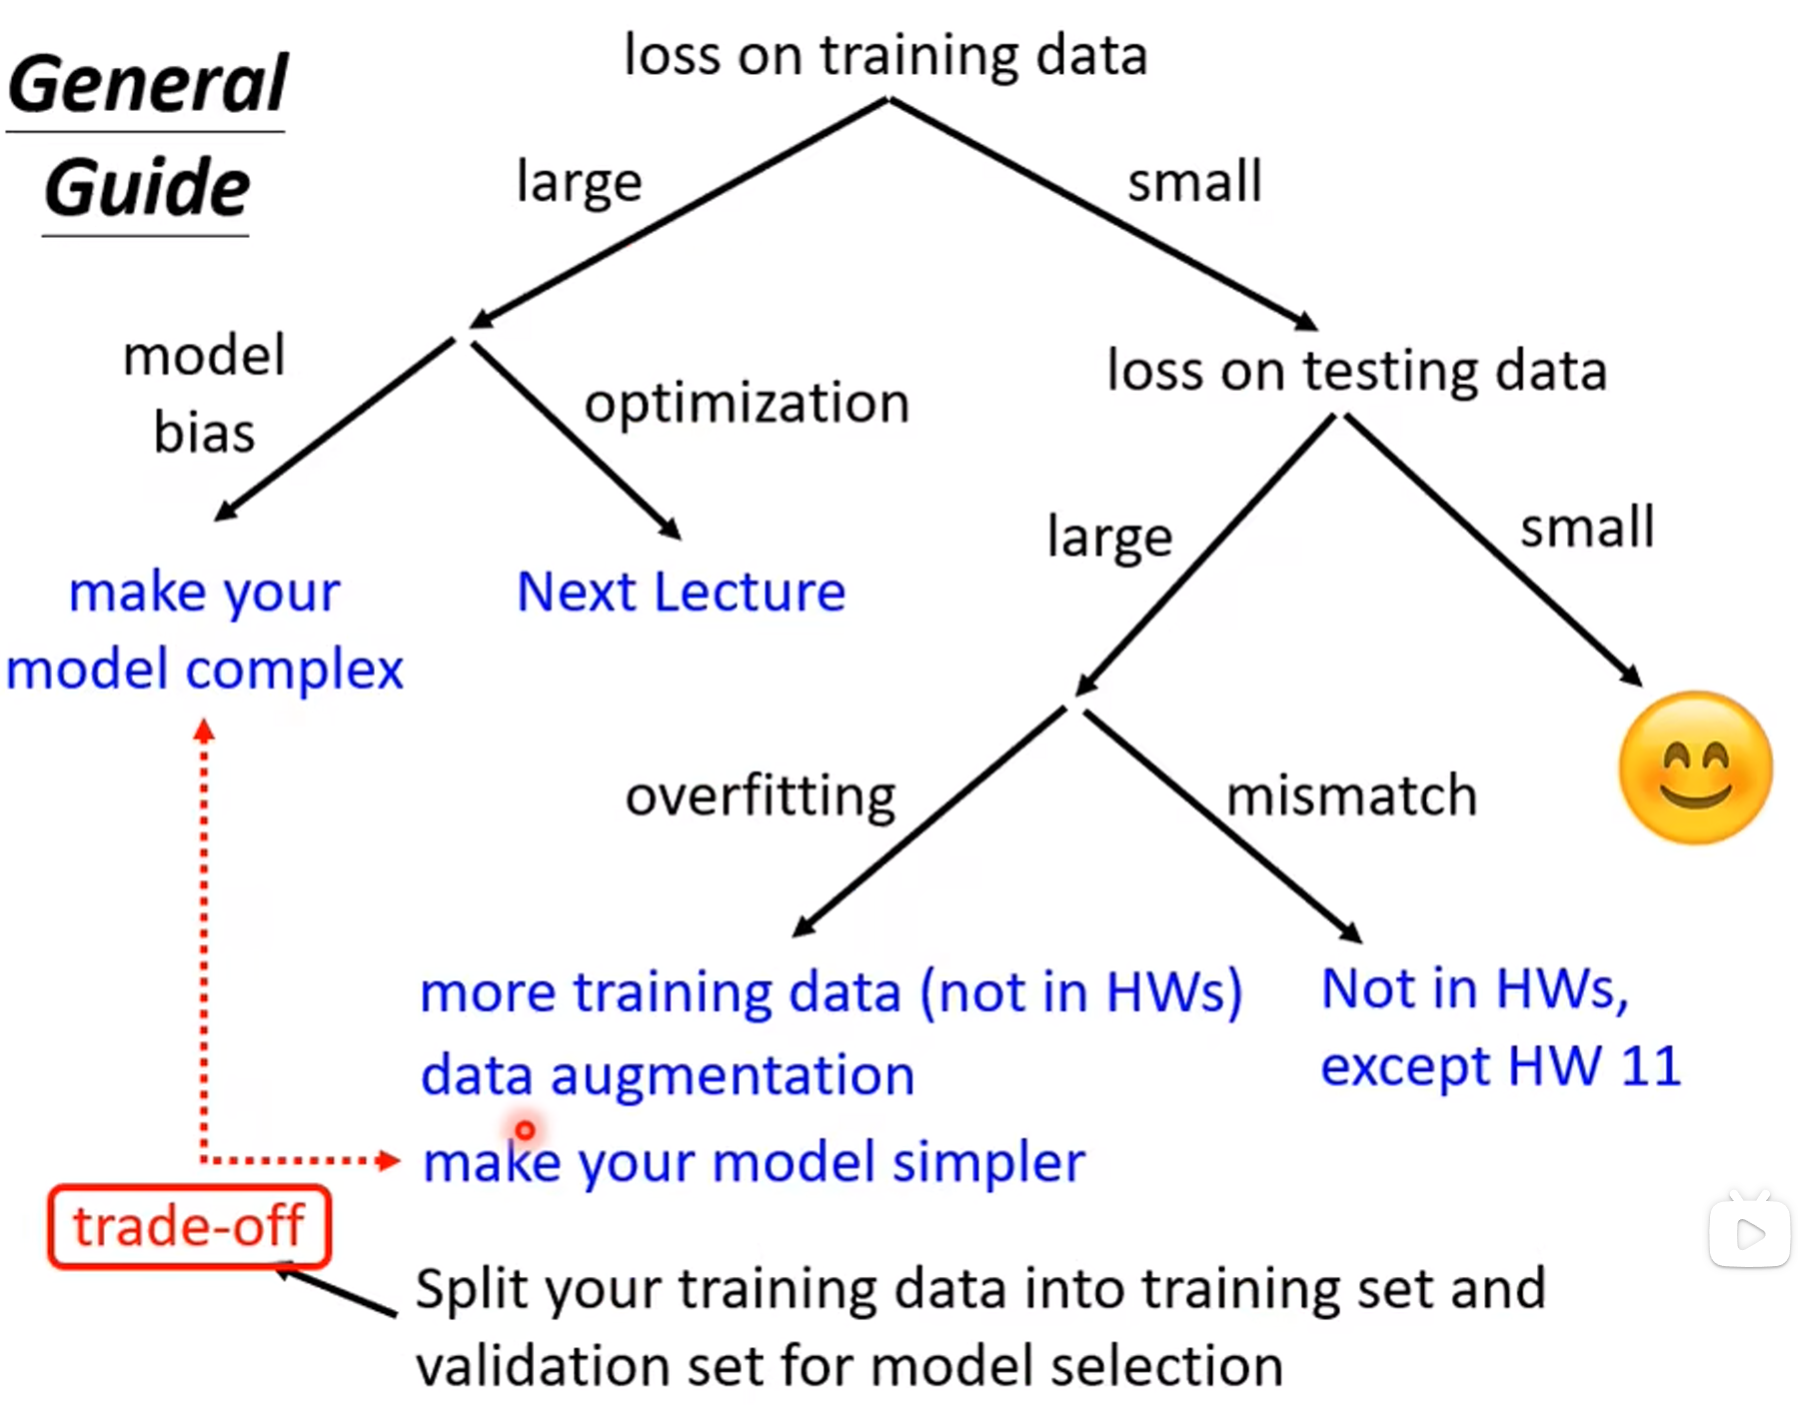 General
Guide
loss on training data
large
small
model
bias
optimization
loss on testing data
make your
model complex
Next Lecture
large
small
overfitting
mismatch
more training data (not in HWs)
data augmentation
make your model simpler
Not in HWs,
except HW 11
trade-off
Split your training data into training set and
validation set for model selection